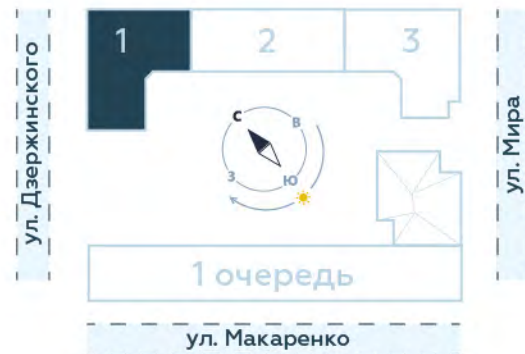 1
2
3
ул. Дзержинского
ул. Мира
С
В
З
Ю
1 очередь
ул. Макаренко